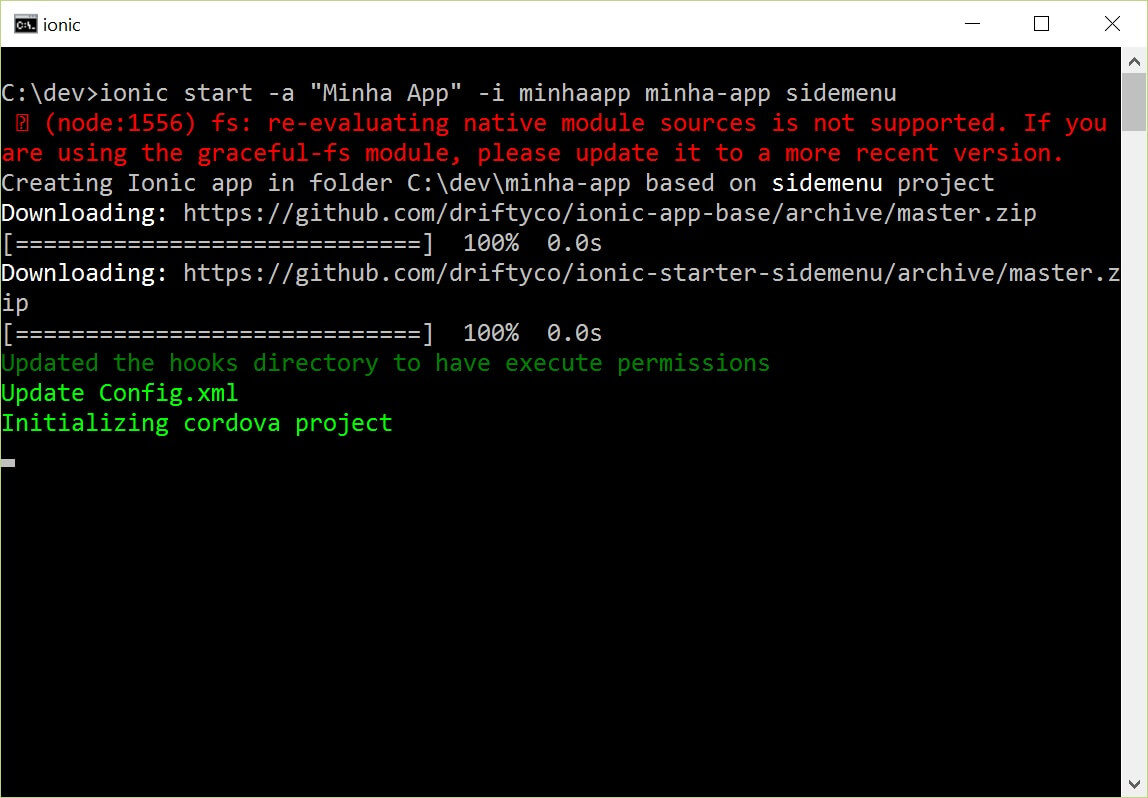 ionic
C:\dev>ionic start -a "Minha App" -i minhaapp minha-app sidemenu
(node:1556) fs: re-evaluating native module sources is not supported. If you
are using the graceful-fs module, please update it to a more recent version.
Creating Ionic app in folder C:\dev\minha-app based on sidemenu project
Downloading: https://github.com/driftyco/ionic-app-base/archive/master.zip
[=============================]  100%  0.0s
Downloading: https://github.com/driftyco/ionic-starter-sidemenu/archive/master.z
ip
[=============================]  100%  0.0s
Updated the hooks directory to have execute permissions
Update Config.xml
Initializing cordova project